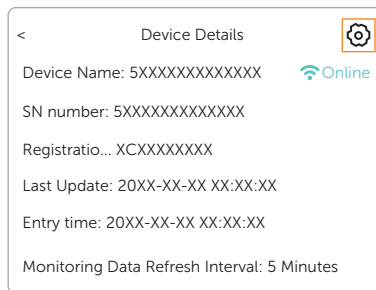 < Device Details
Device Name: 5XXXXXXXXXXXXX Online
SN number: 5XXXXXXXXXXXXX
Registratio... XCXXXXXXXX
Last Update: 20XX-XX-XX XX:XX:XX
Entry time: 20XX-XX-XX XX:XX:XX
Monitoring Data Refresh Interval: 5 Minutes